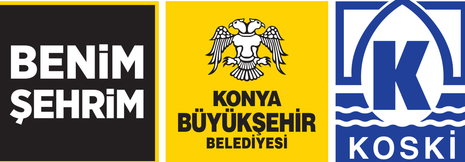 BENİM
ŞEHRİM
KONYA
BÜYÜKŞEHİR
BELEDİYESİ
K
KOSKİ